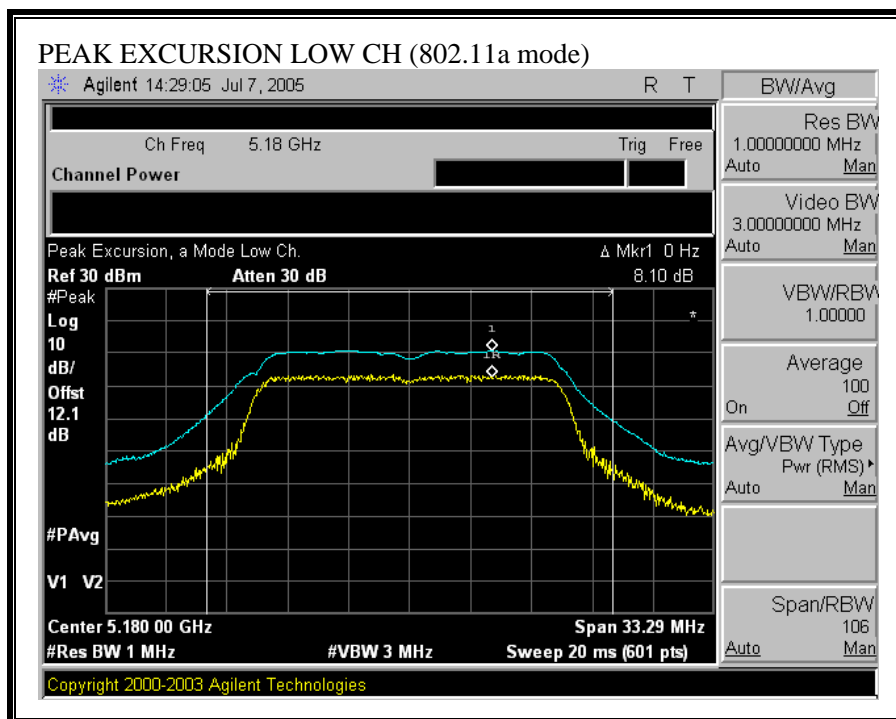 PEAK EXCURSION LOW CH (802.11a mode)
Agilent 14:29:05 Jul 7, 2005 R T
BW/Avg
Ch Freq 5.18 GHz Trig Free
Channel Power
Res BW
1.00000000 MHz
Auto Man
Video BW
3.00000000 MHz
Auto Man
VBW/RBW
1.00000
Average
100
On Off
Avg/VBW Type
Pwr (RMS)
Auto Man
Span/RBW
106
Auto Man
Peak Excursion, a Mode Low Ch. Δ Mkr1 0 Hz
Ref 30 dBm Atten 30 dB 8.10 dB
#Peak
Log
10
dB/
Offst
12.1
dB
1
1R
*
#PAvg
V1 V2
Center 5.180 00 GHz Span 33.29 MHz
#Res BW 1 MHz #VBW 3 MHz Sweep 20 ms (601 pts)
Copyright 2000-2003 Agilent Technologies